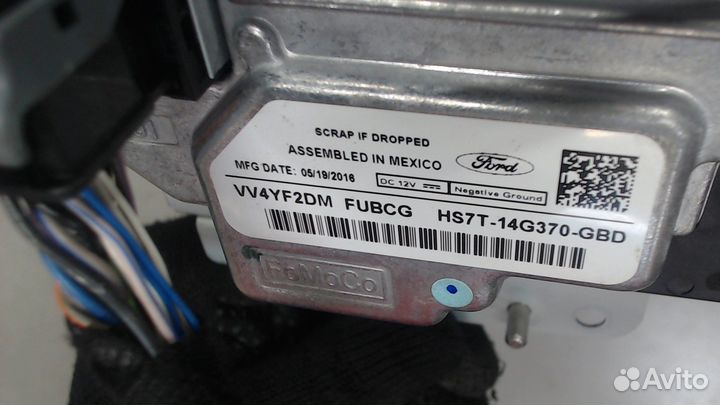 SCRAP IF DROPPED
ASSEMBLED IN MEXICO
Ford
MFG DATE: 05/19/2016
DC 12V
Negative Ground
VV4YF2DM FUBCG HS7T-14G370-GBD
FoMoCo
Avito